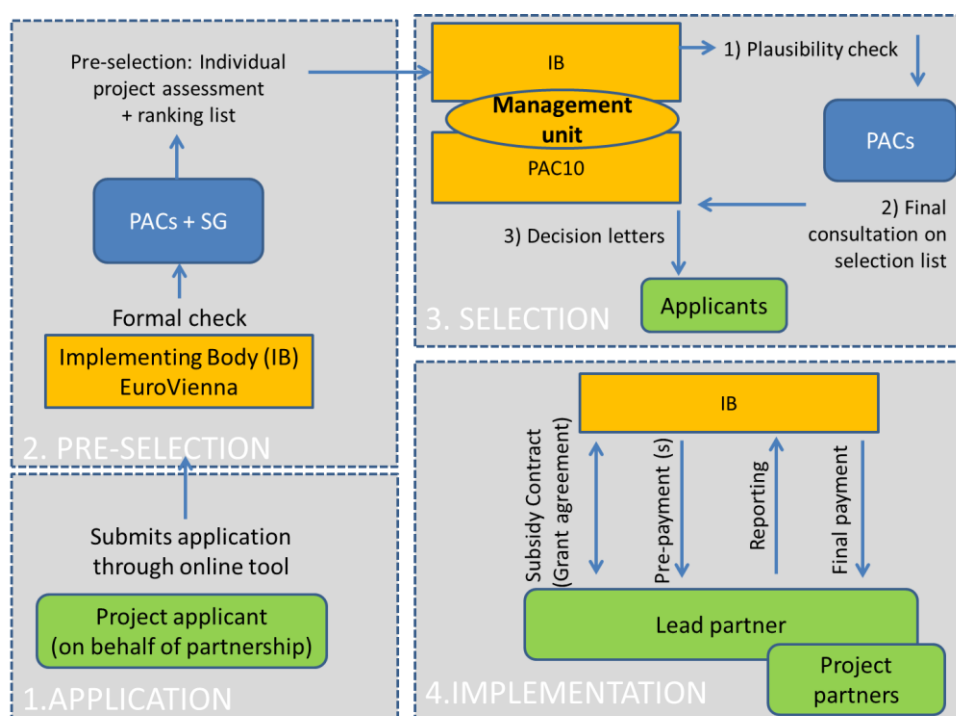 Pre-selection: Individual
project assessment
+ ranking list
PACs + SG
Formal check
Implementing Body (IB)
EuroVienna
2. PRE-SELECTION
Submits application
through online tool
Project applicant
(on behalf of partnership)
1.APPLICATION
IB
1) Plausibility check
Management
unit
PACs
PAC10
2) Final
consultation on
selection list
3) Decision letters
Applicants
3. SELECTION
IB
Subsidy Contract
(Grant agreement)
Pre-payment (s)
Reporting
Final payment
Lead partner
Project
partners
4.IMPLEMENTATION